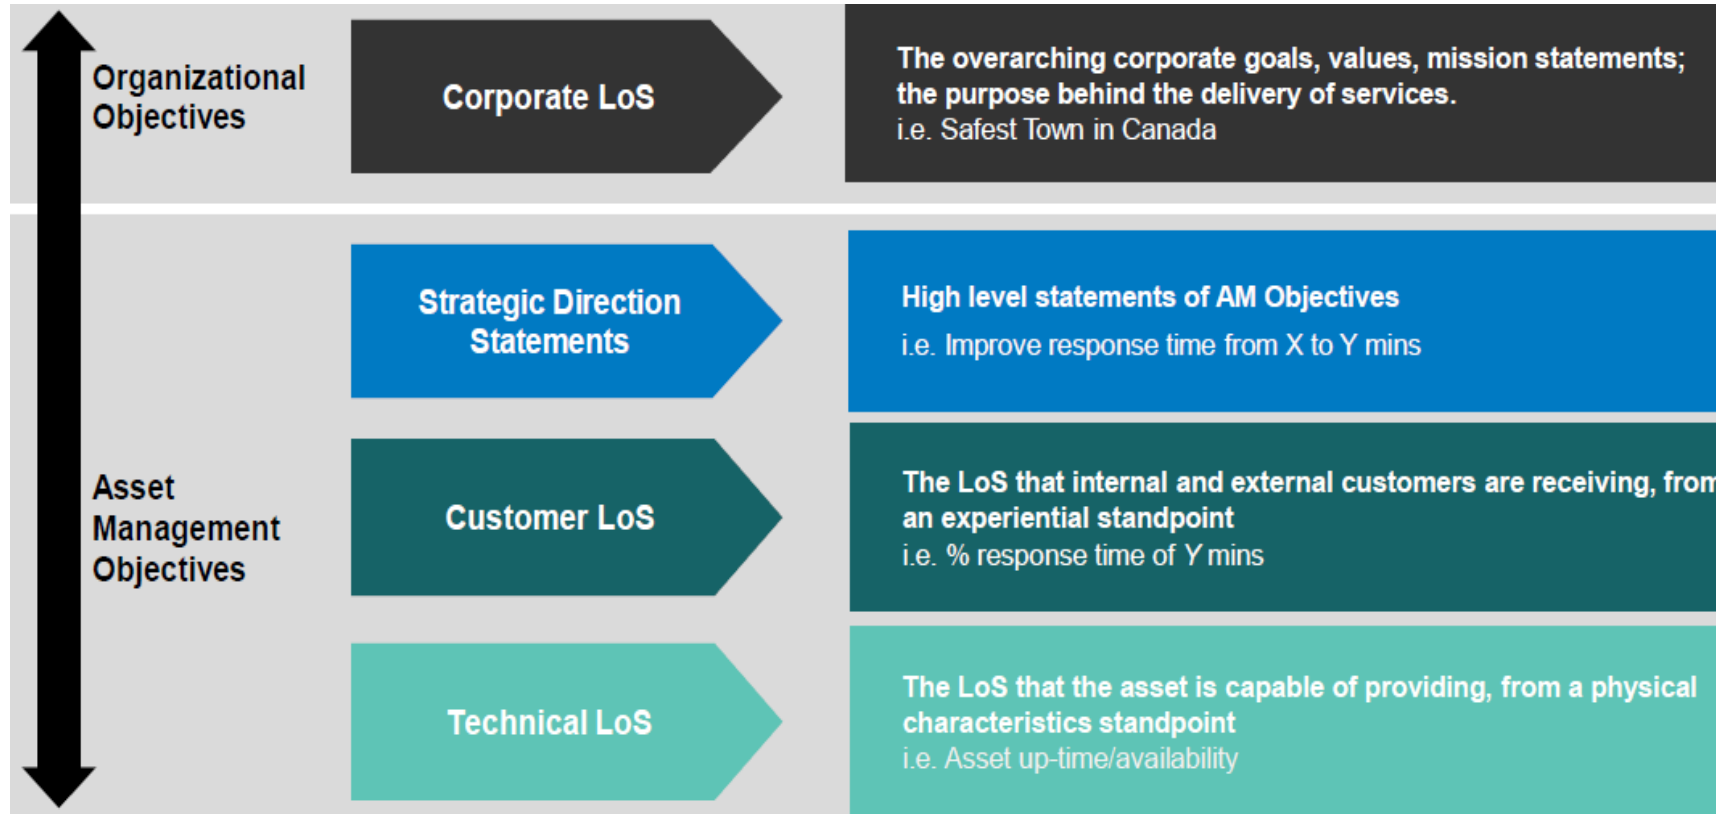 Organizational
Objectives
Corporate LoS
The overarching corporate goals, values, mission statements;
the purpose behind the delivery of services.
i.e. Safest Town in Canada
Strategic Direction
Statements
High level statements of AM Objectives
i.e. Improve response time from X to Y mins
Asset
Management
Objectives
Customer LoS
The LoS that internal and external customers are receiving, from
an experiential standpoint
i.e. % response time of Y mins
Technical LoS
The LoS that the asset is capable of providing, from a physical
characteristics standpoint
i.e. Asset up-time/availability